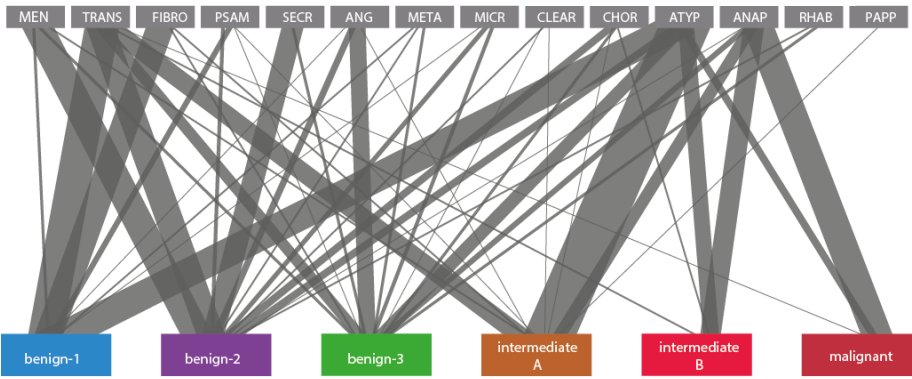 MEN TRANS FIBRO PSAM SECR ANG META MICR CLEAR CHOR ATYP ANAP RHAB PAPP
benign-1 benign-2 benign-3 intermediate A intermediate B malignant